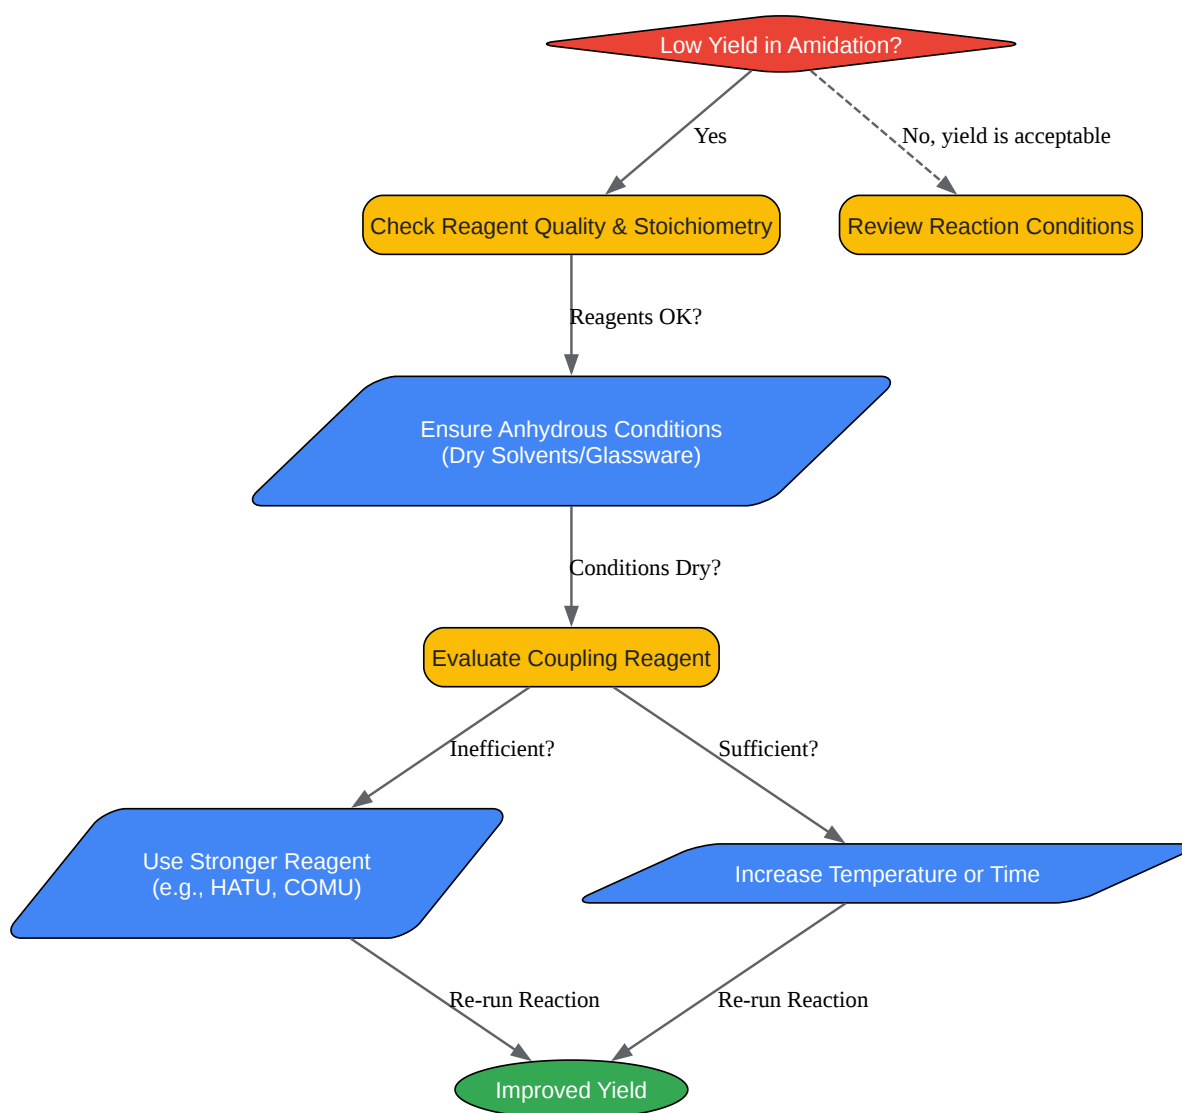 Low Yield in Amidation?
Yes
No, yield is acceptable
Check Reagent Quality & Stoichiometry
Review Reaction Conditions
Reagents OK?
Ensure Anhydrous Conditions
(Dry Solvents/Glassware)
Conditions Dry?
Evaluate Coupling Reagent
Inefficient?
Sufficient?
Use Stronger Reagent
(e.g., HATU, COMU)
Increase Temperature or Time
Re-run Reaction
Re-run Reaction
Improved Yield